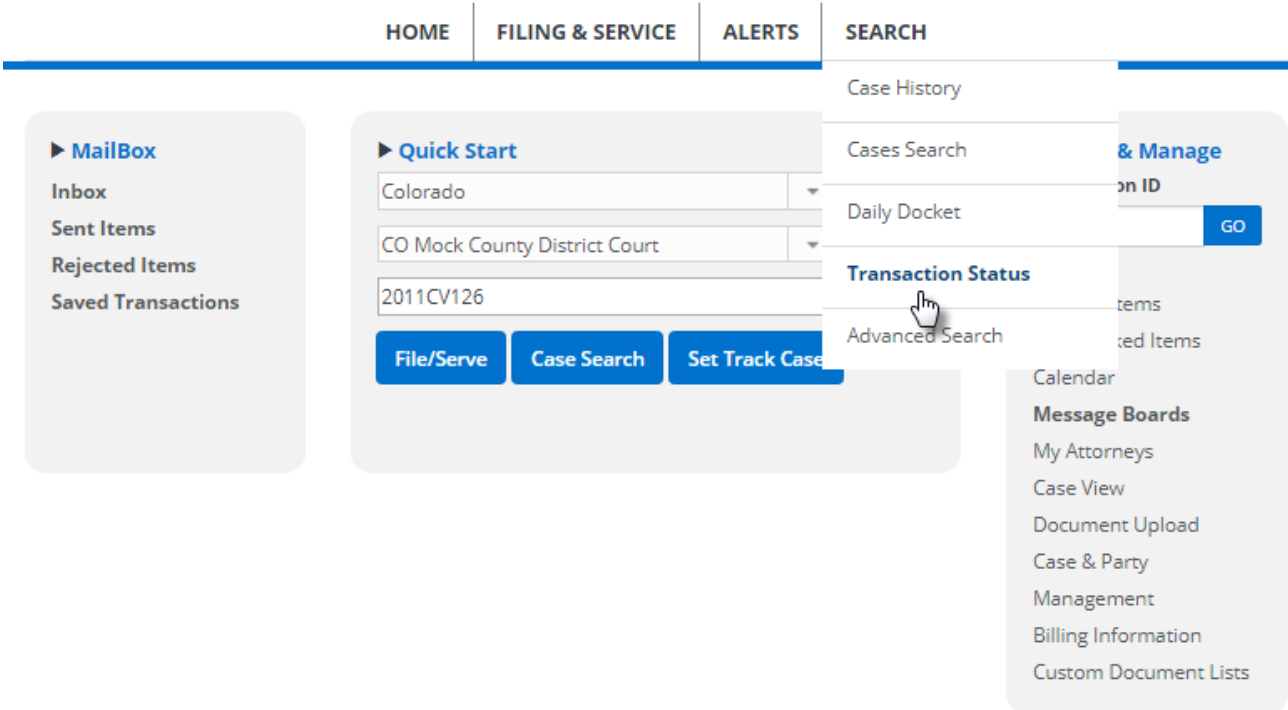 HOME FILING & SERVICE ALERTS SEARCH
Case History
Cases Search
Daily Docket
Transaction Status
Advanced Search
MailBox
Inbox
Sent Items
Rejected Items
Saved Transactions
Quick Start
Colorado
CO Mock County District Court
2011CV126
File/Serve Case Search Set Track Case
& Manage
ID
GO
Items
Calendar
Message Boards
My Attorneys
Case View
Document Upload
Case & Party
Management
Billing Information
Custom Document Lists